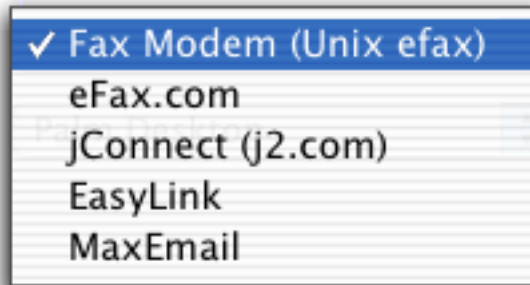 ✓ Fax Modem (Unix efax)
eFax.com
jConnect (j2.com)
EasyLink
MaxEmail